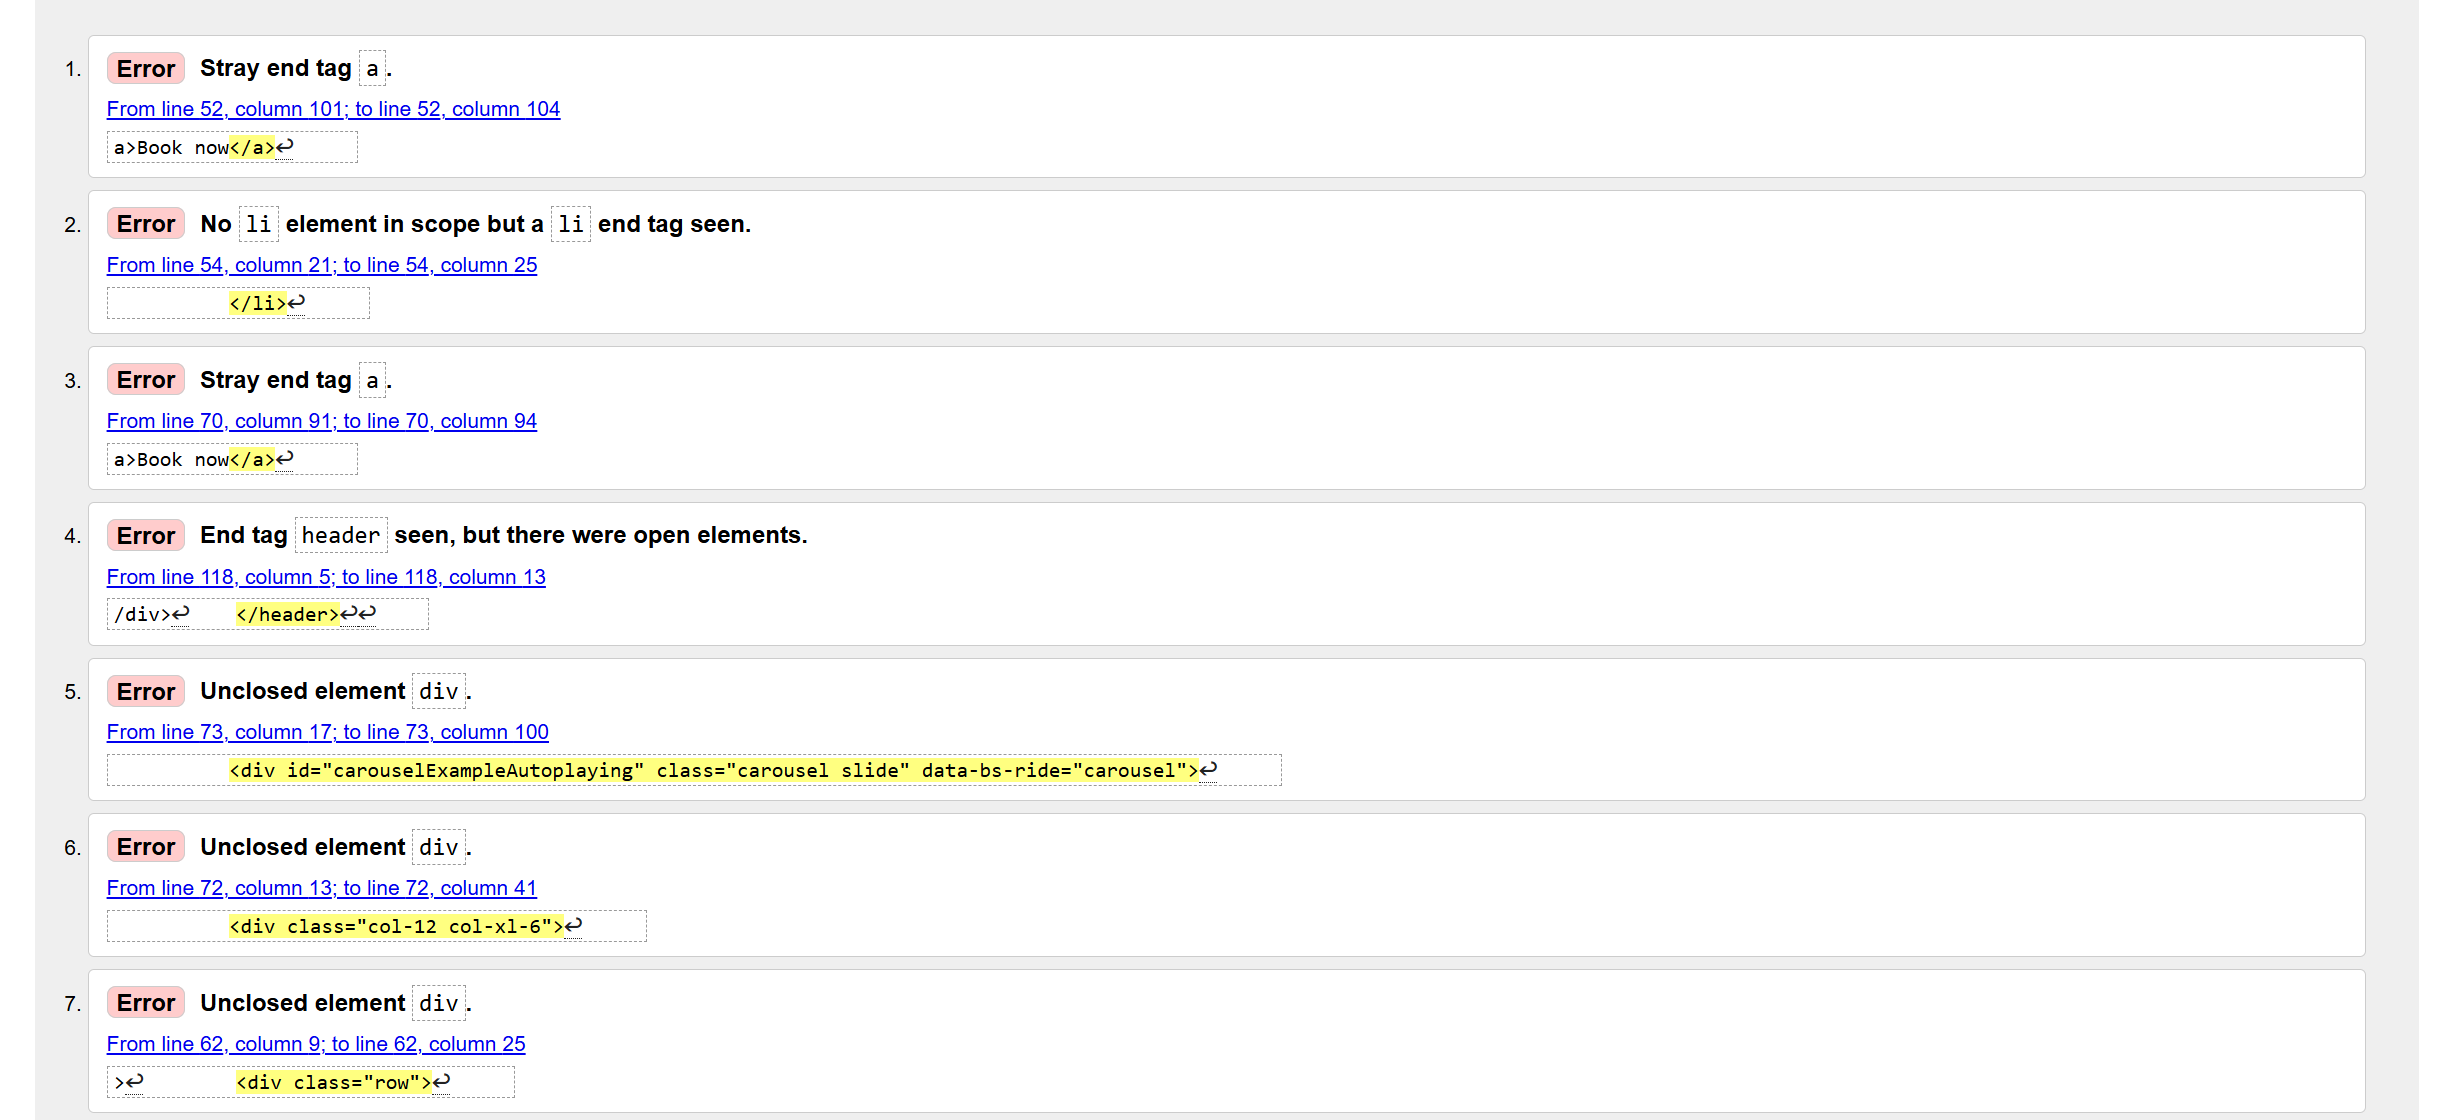 1. Error Stray end tag a.
From line 52, column 101; to line 52, column 104
a>Book now</a>↩
2. Error No li element in scope but a li end tag seen.
From line 54, column 21; to line 54, column 25
</li>↩
3. Error Stray end tag a.
From line 70, column 91; to line 70, column 94
a>Book now</a>↩
4. Error End tag header seen, but there were open elements.
From line 118, column 5; to line 118, column 13
/div>↩    </header>↩↩
5. Error Unclosed element div.
From line 73, column 17; to line 73, column 100
<div id="carouselExampleAutoplaying" class="carousel slide" data-bs-ride="carousel">↩
6. Error Unclosed element div.
From line 72, column 13; to line 72, column 41
<div class="col-12 col-xl-6">↩
7. Error Unclosed element div.
From line 62, column 9; to line 62, column 25
>↩        <div class="row">↩